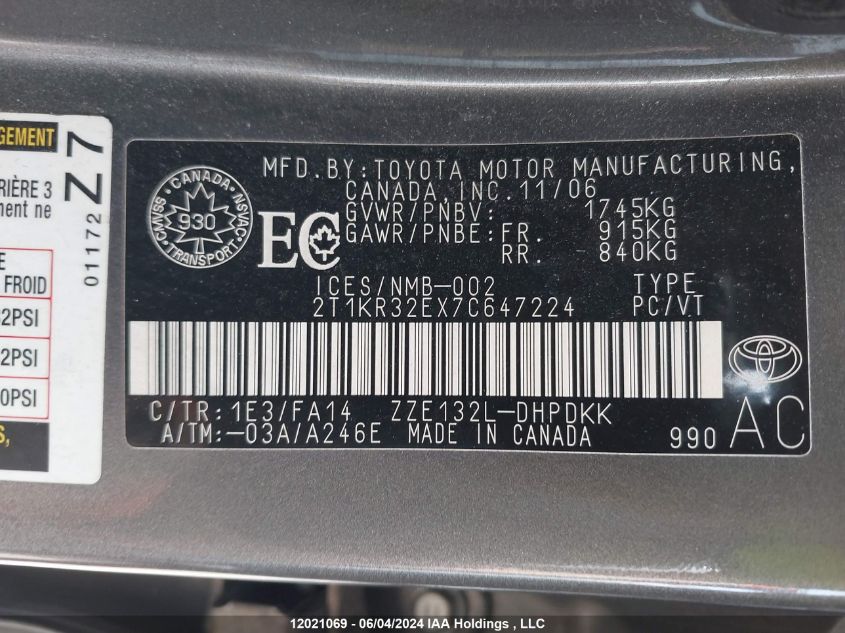 GEMENT
RIÈRE 3
ment ne
E
FROID
2PSI
2PSI
0PSI
S,
01172
Z 7
CANADA
CMVSS 930 NSVAC
TRANSPORT
EC
MFD.BY:TOYOTA MOTOR MANUFACTURING,
CANADA,INC.11/06
GVWR/PNBV: 1745KG
GAWR/PNBE:FR. 915KG
RR. 840KG
ICES/NMB-002 TYPE
2T1KR32EX7C647224 PC/VT
C/TR:1E3/FA14 ZZE132L-DHPDKK
A/TM:-03A/A246E MADE IN CANADA
990 AC
12021069 - 06/04/2024 IAA Holdings , LLC